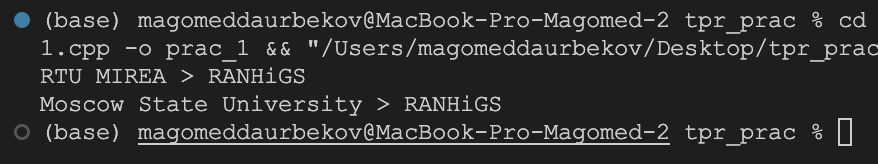 (base) magomeddaurbekov@MacBook-Pro-Magomed-2 tpr_prac % cd
1.cpp -o prac_1 && "/Users/magomeddaurbekov/Desktop/tpr_prac
RTU MIREA > RANHiGS
Moscow State University > RANHiGS
(base) magomeddaurbekov@MacBook-Pro-Magomed-2 tpr_prac %